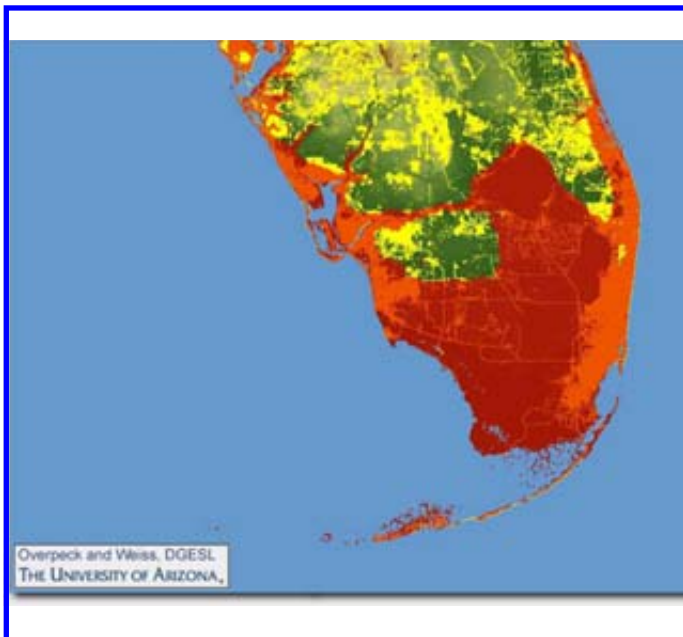 Overpeck and Weiss, DGESL
THE UNIVERSITY OF ARIZONA.